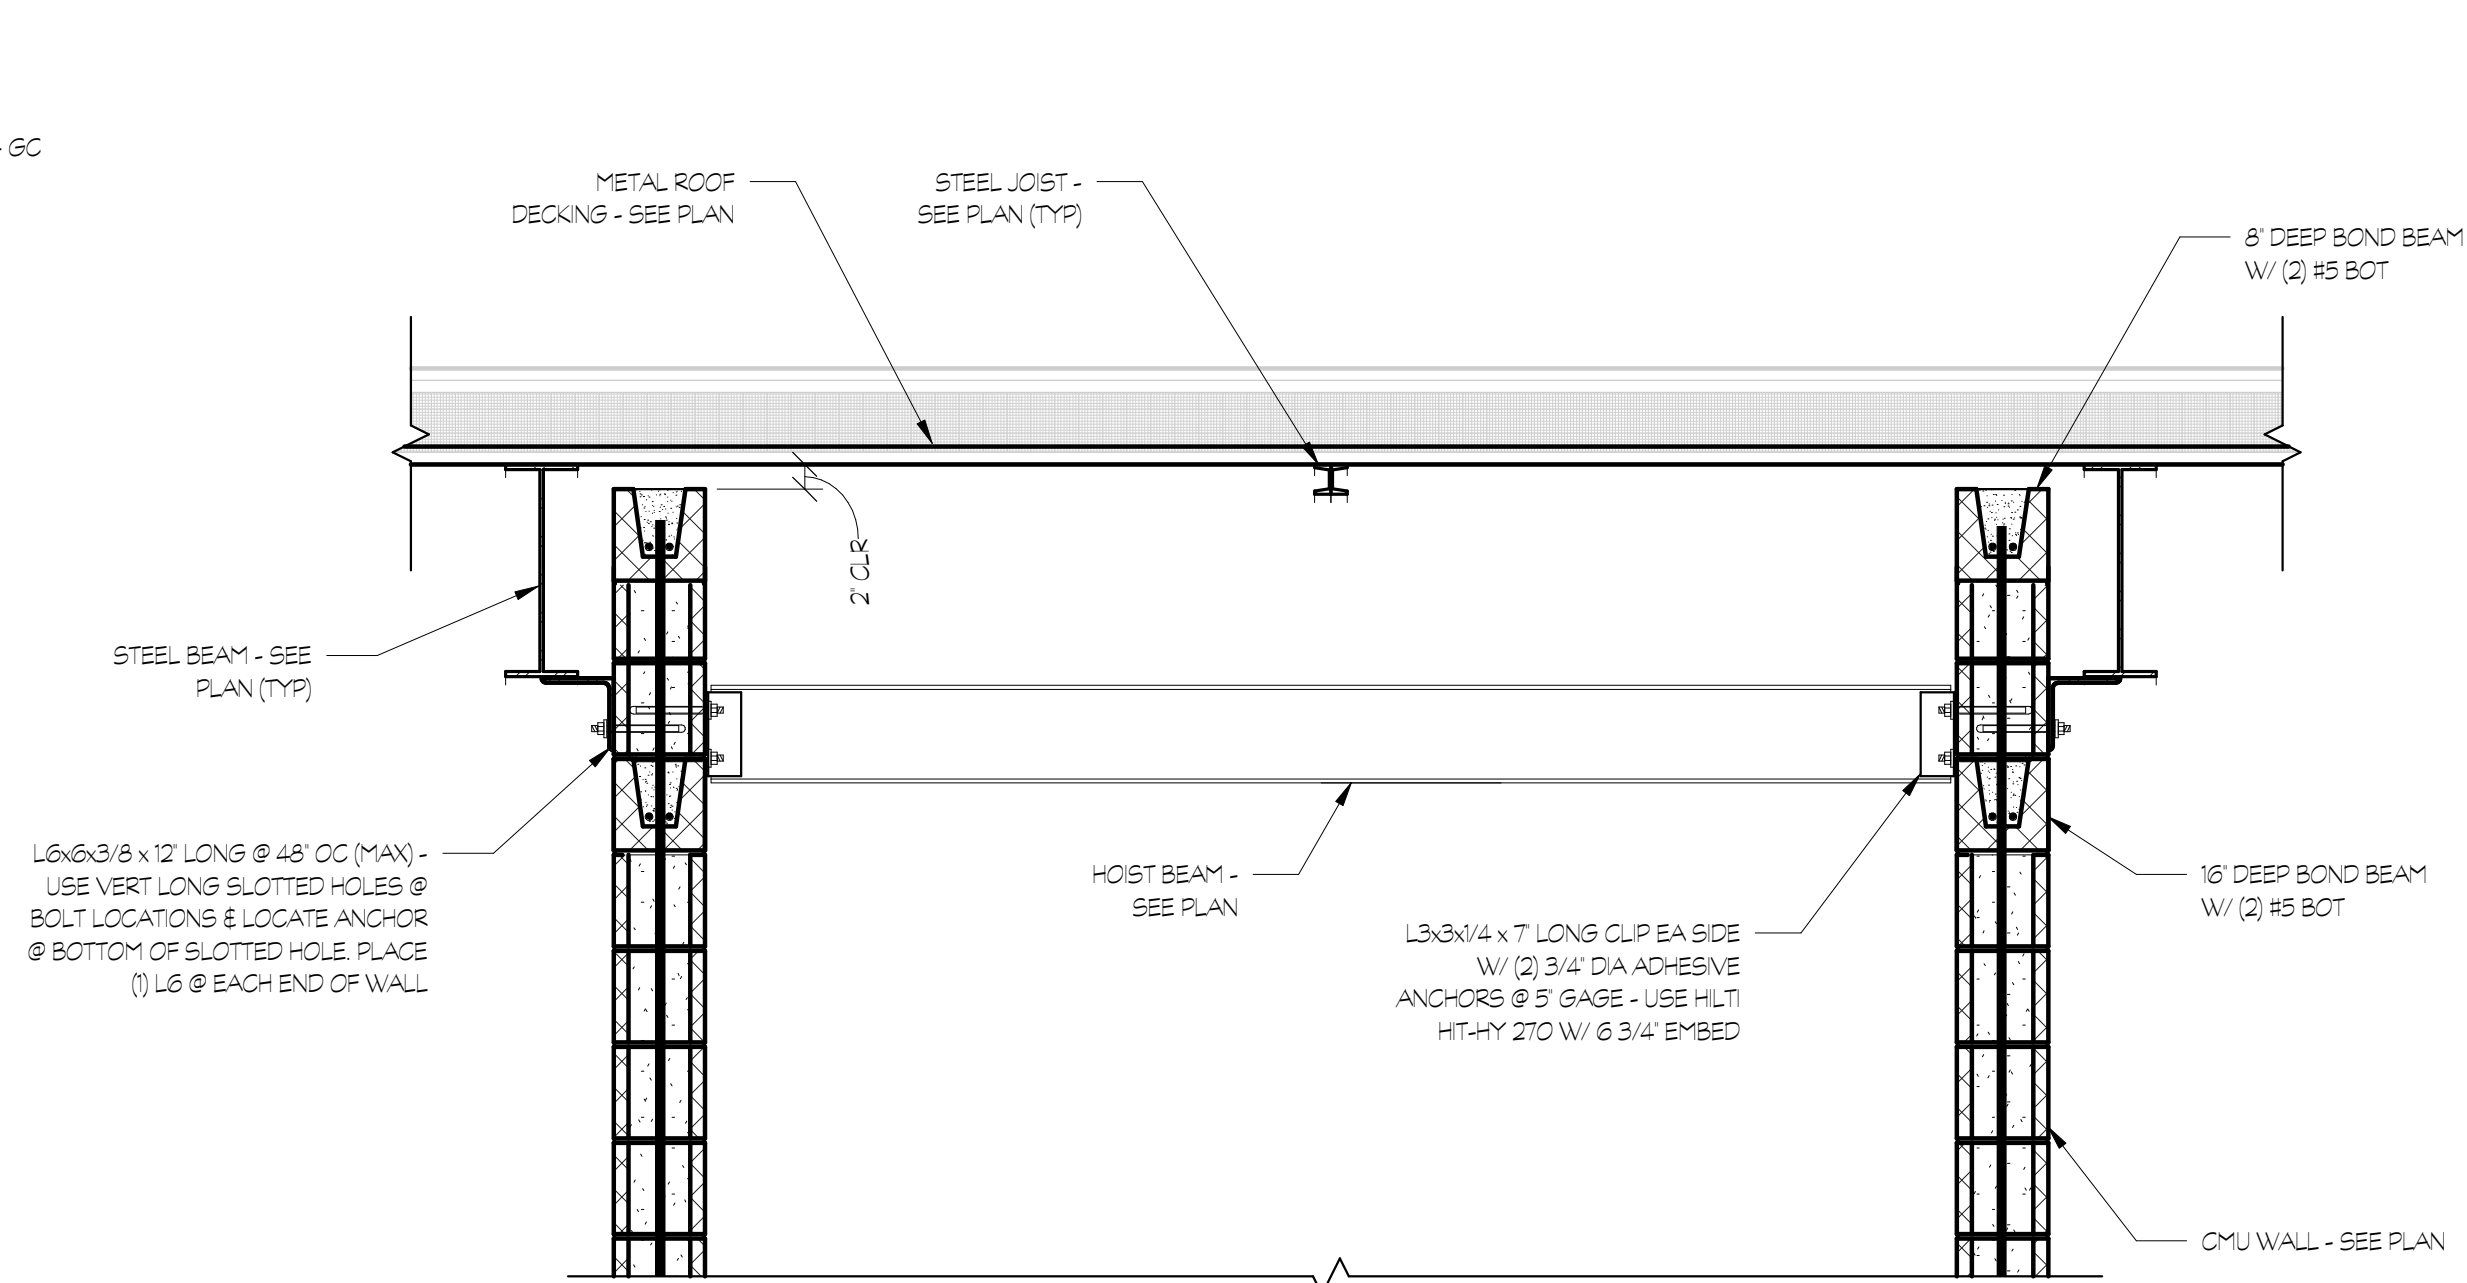 - GC
METAL ROOF
DECKING - SEE PLAN
STEEL JOIST -
SEE PLAN (TYP)
8" DEEP BOND BEAM
W/ (2) #5 BOT
2" CLR
STEEL BEAM - SEE
PLAN (TYP)
L6x6x3/8 x 12" LONG @ 48" OC (MAX) -
USE VERT LONG SLOTTED HOLES @
BOLT LOCATIONS & LOCATE ANCHOR
@ BOTTOM OF SLOTTED HOLE. PLACE
(1) L6 @ EACH END OF WALL
HOIST BEAM -
SEE PLAN
L3x3x1/4 x 7" LONG CLIP EA SIDE
W/ (2) 3/4" DIA ADHESIVE
ANCHORS @ 5" GAGE - USE HILTI
HIT-HY 270 W/ 6 3/4" EMBED
16" DEEP BOND BEAM
W/ (2) #5 BOT
CMU WALL - SEE PLAN